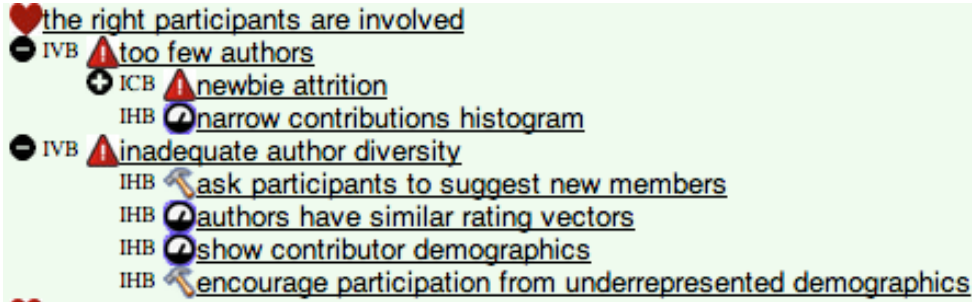 the right participants are involved
IVB too few authors
ICB newbie attrition
IHB narrow contributions histogram
IVB inadequate author diversity
IHB ask participants to suggest new members
IHB authors have similar rating vectors
IHB show contributor demographics
IHB encourage participation from underrepresented demographics